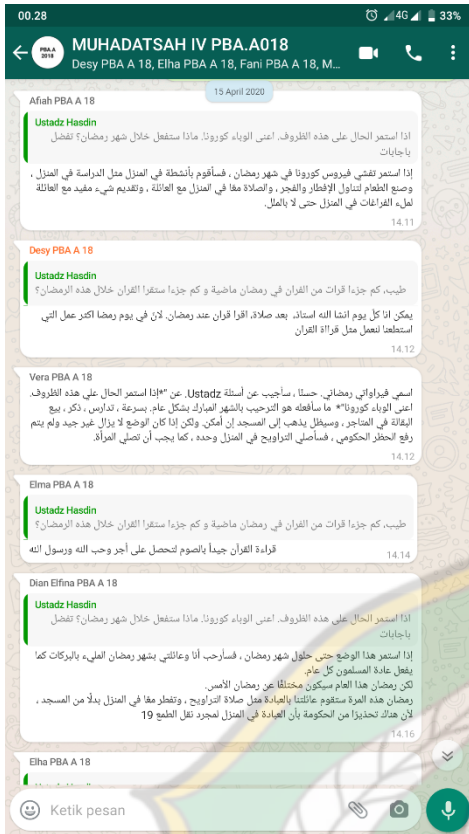 00.28
4G 33%
PBA.A
2018
MUHADATSAH IV PBA.A018
Desy PBA A 18, Elha PBA A 18, Fani PBA A 18, M...
15 April 2020
Afiah PBA A 18
Ustadz Hasdin
اذا استمر الحال على هذه الظروف. اعنى الوباء كورونا. ماذا ستفعل خلال شهر رمضان؟ تفضل
باجابات
إذا استمر تفشي فيروس كورونا في شهر رمضان ، فسأقوم بأنشطة في المنزل مثل الدراسة في المنزل ،
وصنع الطعام لتناول الإفطار والفجر ، والصلاة معًا في المنزل مع العائلة ، وتقديم شيء مفيد مع العائلة
لملء الفراغات في المنزل حتى لا بالملل.
14.11
Desy PBA A 18
Ustadz Hasdin
طيب، كم جزءا قرات من القران في رمضان ماضية و كم جزءا ستقرا القران خلال هذه الرمضان؟
يمكن انا كلّ يوم انشا الله استاذ، بعد صلاة، اقرا قران عند رمضان. لانّ في يوم رمضا اكثر عمل التي
استطعنا لنعمل مثل قرااة القران
14.12
Vera PBA A 18
اسمي فيراواتي رمضاني. حسنًا ، سأجيب عن أسئلة Ustadz. عن "*إذا استمر الحال علي هذه الظروف.
اعنى الوباء كورونا"* ما سأفعله هو الترحيب بالشهر المبارك بشكل عام. بسرعة ، تدارس ، ذكر ، بيع
البقالة في المتاجر ، وسيظل يذهب إلى المسجد إن أمكن. ولكن إذا كان الوضع لا يزال غير جيد ولم يتم
رفع الحظر الحكومي ، فسأصلي التراويح في المنزل وحده ، كما يجب أن تصلي المرأة.
14.12
Elma PBA A 18
Ustadz Hasdin
طيب، كم جزءا قرات من القران في رمضان ماضية و كم جزءا ستقرا القران خلال هذه الرمضان؟
قراءة القرآن جيداً بالصوم لتحصل على أجر وحب الله ورسول الله
14.14
Dian Elfina PBA A 18
Ustadz Hasdin
اذا استمر الحال على هذه الظروف. اعنى الوباء كورونا. ماذا ستفعل خلال شهر رمضان؟ تفضل
باجابات
إذا استمر هذا الوضع حتى حلول شهر رمضان ، فسأرحب أنا وعائلتي بشهر رمضان المليء بالبركات كما
يفعل عادة المسلمون كل عام.
لكن رمضان هذا العام سيكون مختلفًا عن رمضان الأمس.
رمضان هذه المرة ستقوم عائلتنا بالعبادة مثل صلاة التراويح ، وتفطر معًا في المنزل بدلًا من المسجد ،
لأن هناك تحذيرًا من الحكومة بأن العبادة في المنزل لمجرد نقل الطمع 19
14.16
Elha PBA A 18
Ketik pesan